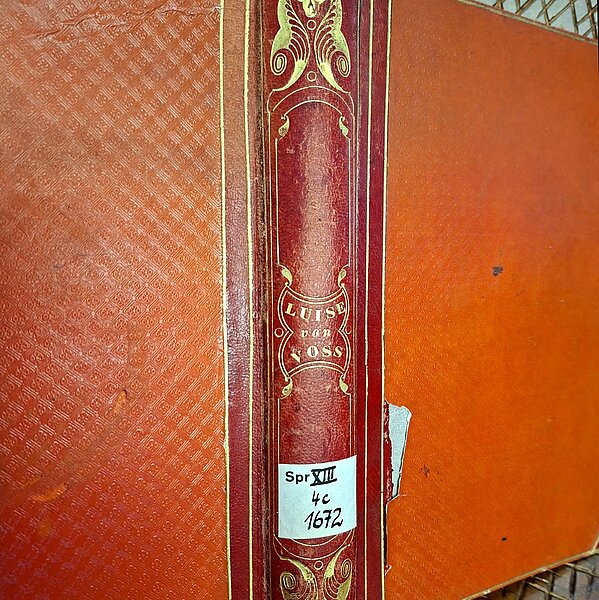 LUISE
von
VOSS
Spr XIII
4c
1672